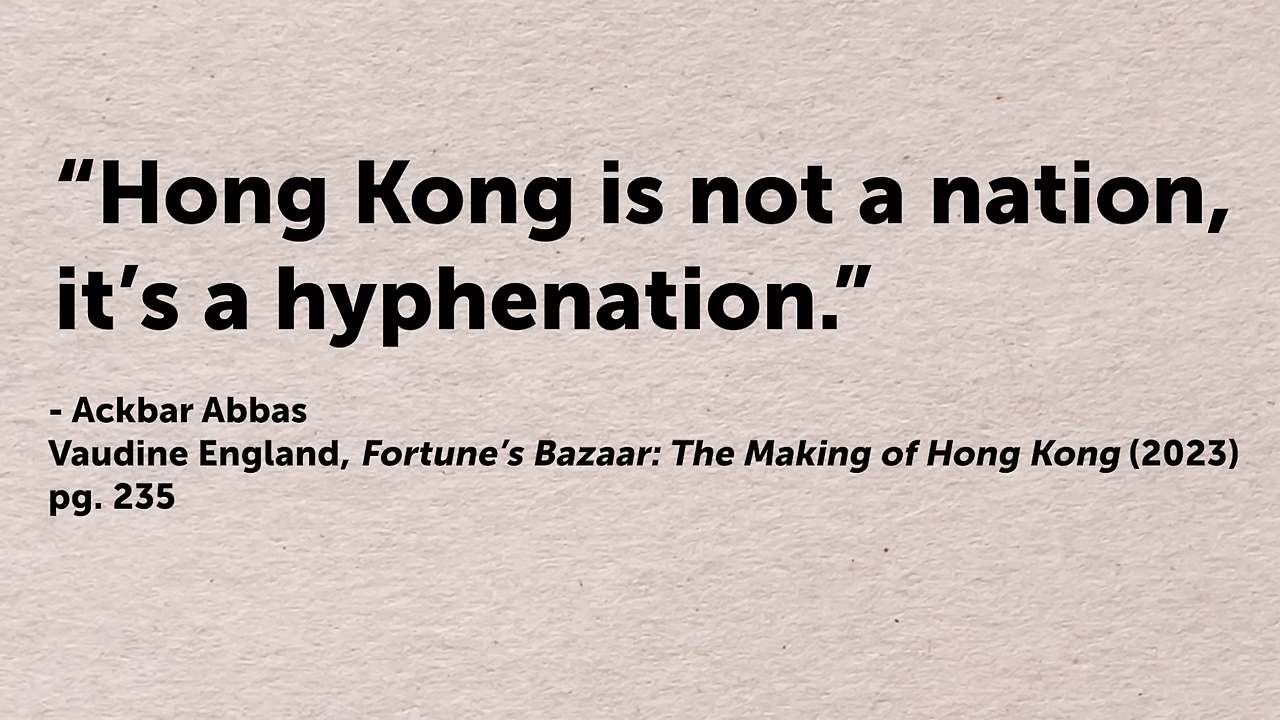 “Hong Kong is not a nation,
it’s a hyphenation.”
- Ackbar Abbas
Vaudine England, Fortune’s Bazaar: The Making of Hong Kong (2023)
pg. 235